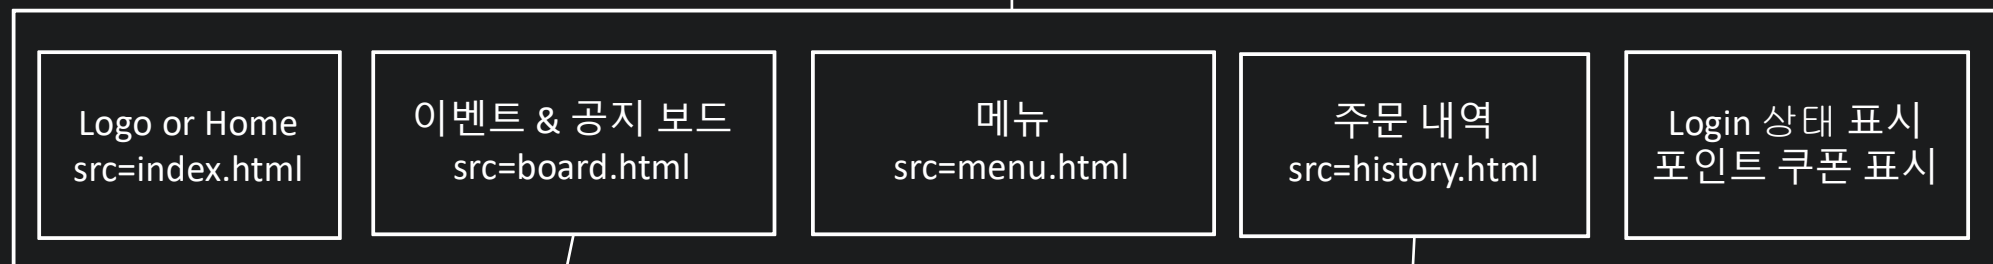 Logo or Home
src=index.html
이벤트 & 공지 보드
src=board.html
메뉴
src=menu.html
주문 내역
src=history.html
Login 상태 표시
포인트 쿠폰 표시